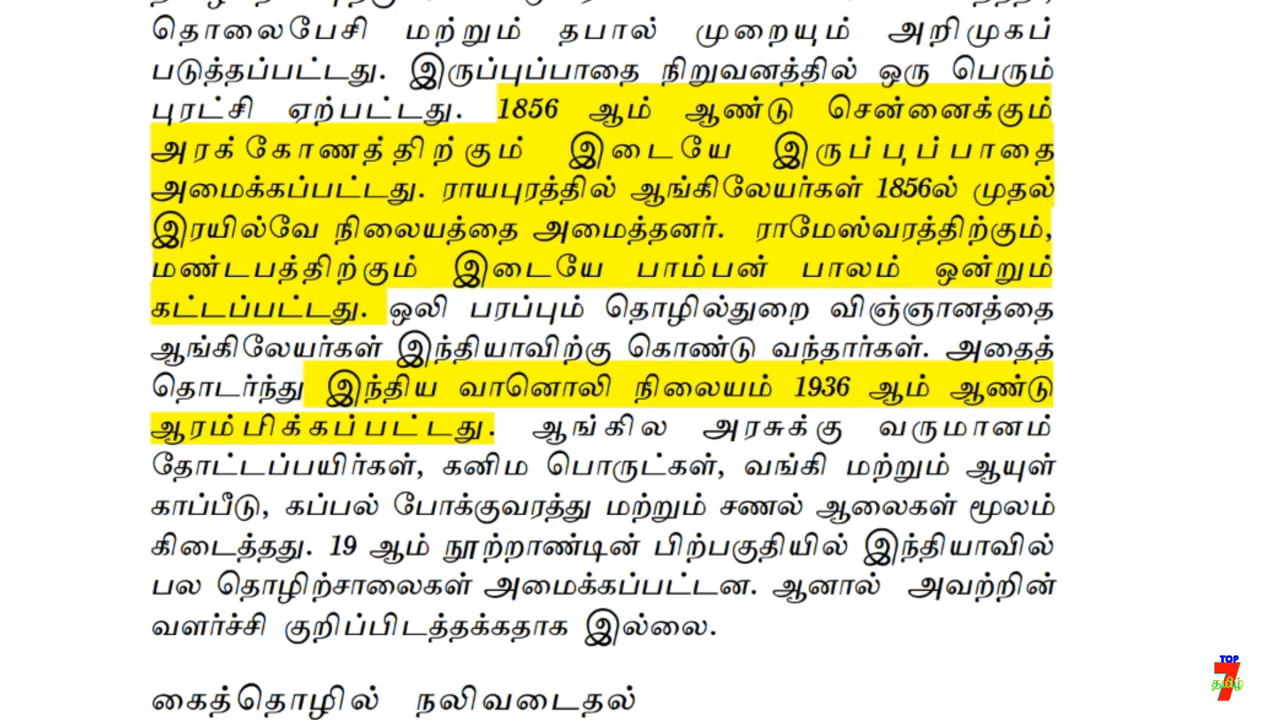 தொலைபேசி மற்றும் தபால் முறையும் அறிமுகப்
படுத்தப்பட்டது. இருப்புப்பாதை நிறுவனத்தில் ஒரு பெரும்
புரட்சி ஏற்பட்டது. 1856 ஆம் ஆண்டு சென்னைக்கும்
அரக்கோணத்திற்கும் இடையே இருப்புப்பாதை
அமைக்கப்பட்டது. ராயபுரத்தில் ஆங்கிலேயர்கள் 1856ல் முதல்
இரயில்வே நிலையத்தை அமைத்தனர். ராமேஸ்வரத்திற்கும்,
மண்டபத்திற்கும் இடையே பாம்பன் பாலம் ஒன்றும்
கட்டப்பட்டது. ஒலி பரப்பும் தொழில்துறை விஞ்ஞானத்தை
ஆங்கிலேயர்கள் இந்தியாவிற்கு கொண்டு வந்தார்கள். அதைத்
தொடர்ந்து இந்திய வானொலி நிலையம் 1936 ஆம் ஆண்டு
ஆரம்பிக்கப்பட்டது. ஆங்கில அரசுக்கு வருமானம்
தோட்டப்பயிர்கள், கனிம பொருட்கள், வங்கி மற்றும் ஆயுள்
காப்பீடு, கப்பல் போக்குவரத்து மற்றும் சணல் ஆலைகள் மூலம்
கிடைத்தது. 19 ஆம் நூற்றாண்டின் பிற்பகுதியில் இந்தியாவில்
பல தொழிற்சாலைகள் அமைக்கப்பட்டன. ஆனால் அவற்றின்
வளர்ச்சி குறிப்பிடத்தக்கதாக இல்லை.
கைத்தொழில் நலிவடைதல்
TOP
7
தமிழ்